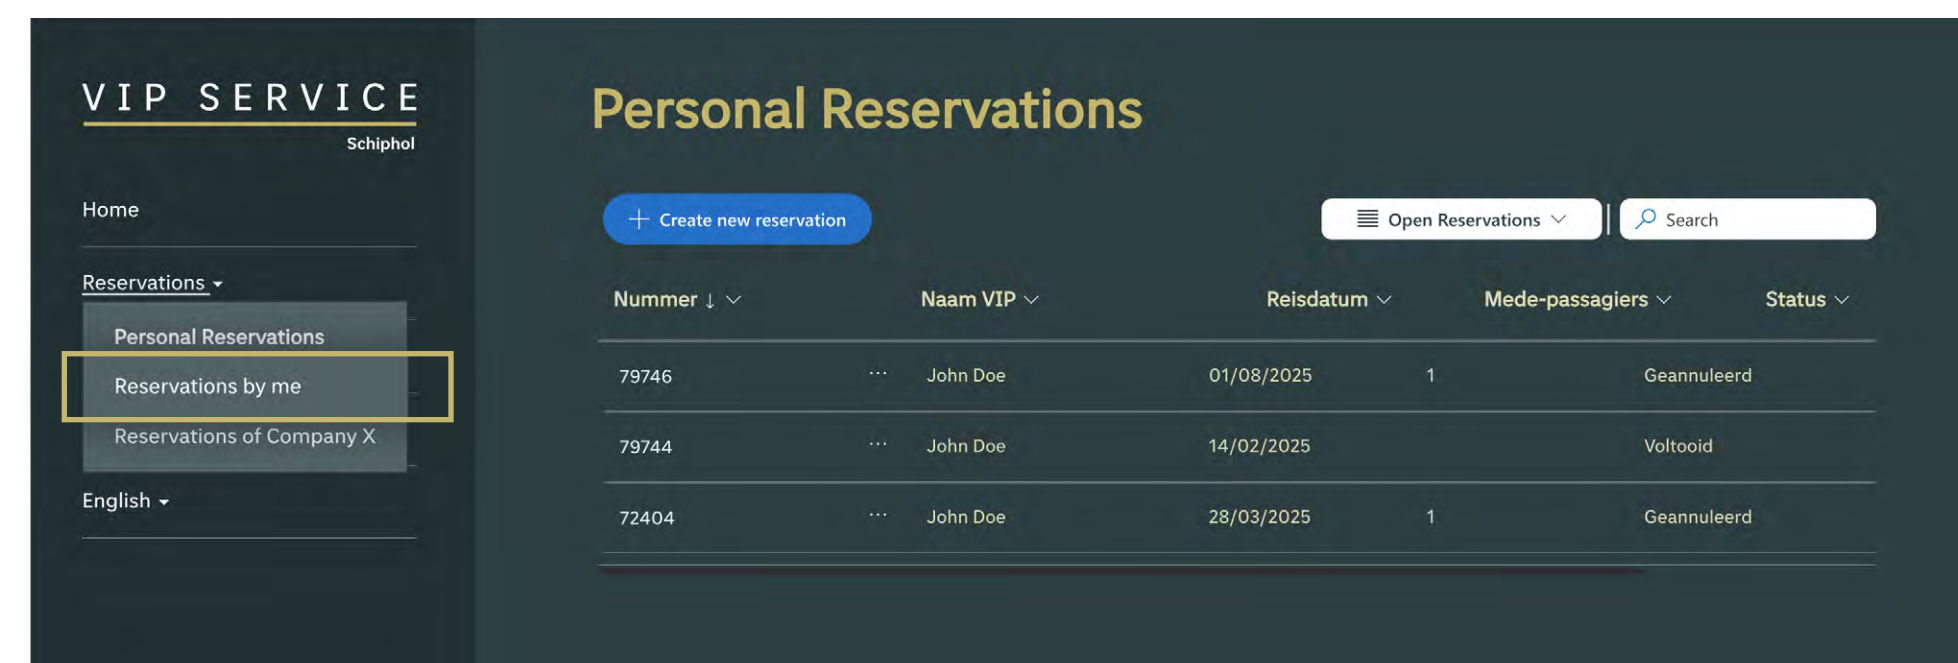 VIP SERVICE
Schiphol
Home
Reservations
Personal Reservations
Reservations by me
Reservations of Company X
English
Personal Reservations
Create new reservation
Open Reservations
Search
Nummer ↓ Naam VIP Reisdatum Mede-passagiers Status
79746 ... John Doe 01/08/2025 1 Geannuleerd
79744 ... John Doe 14/02/2025 Voltooid
72404 ... John Doe 28/03/2025 1 Geannuleerd